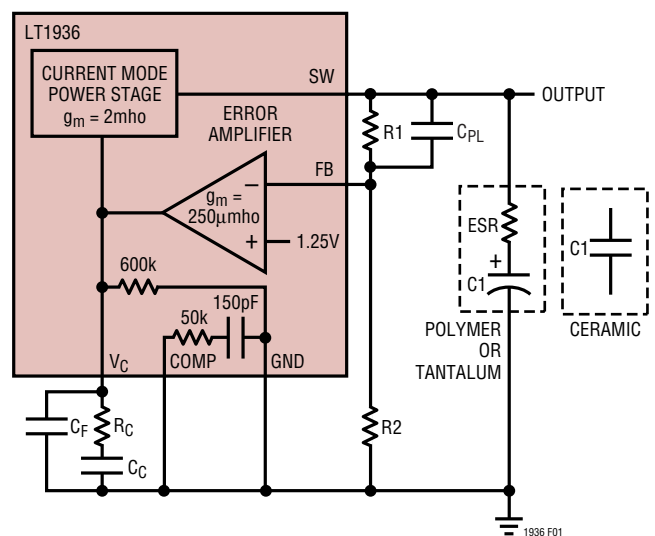 LT1936
CURRENT MODE
POWER STAGE
gm = 2mho
SW
OUTPUT
ERROR
AMPLIFIER
R1
CPL
FB
–
gm =
250µmho
+
1.25V
600k
ESR
+
C1
C1
50k
150pF
POLYMER
OR
TANTALUM
CERAMIC
VC
COMP
GND
CF
RC
CC
R2
1936 F01